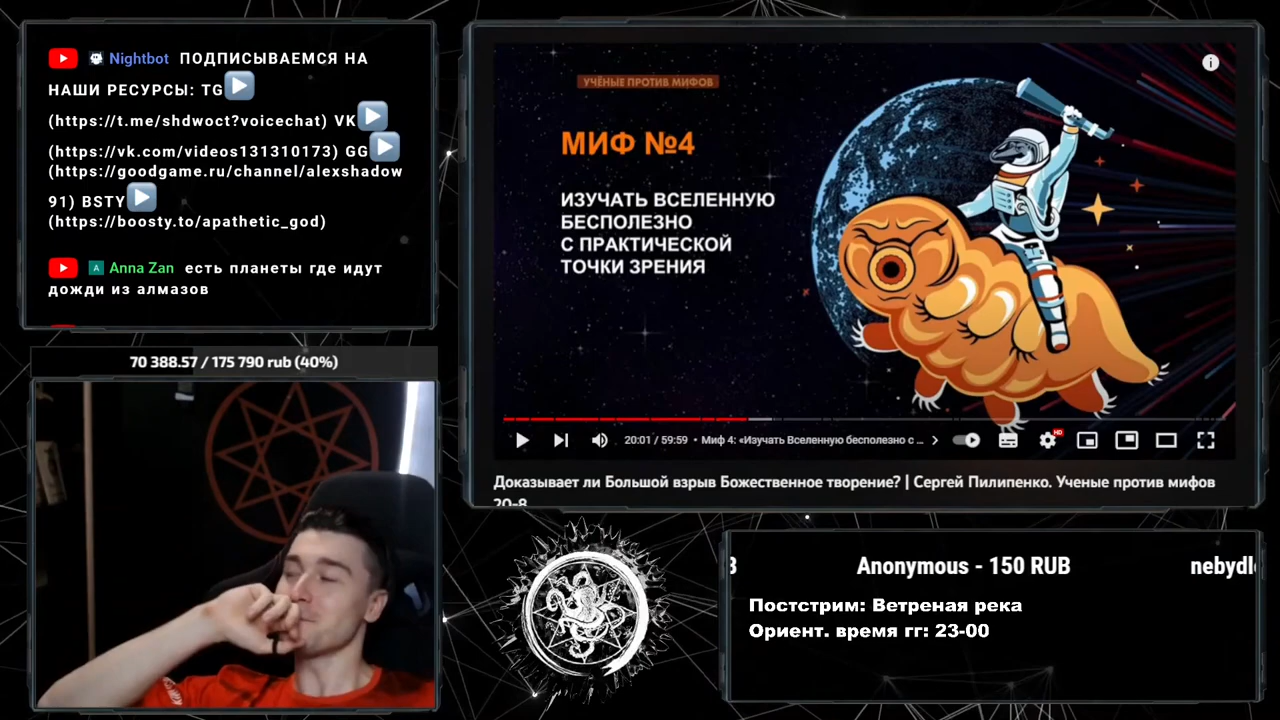 Nightbot ПОДПИСЫВАЕМСЯ НА
НАШИ РЕСУРСЫ: TG
(https://t.me/shdwoct?voicechat) VK
(https://vk.com/videos131310173) GG
(https://goodgame.ru/channel/alexshadow
91) BSTY
(https://boosty.to/apathetic_god)
A Anna Zan есть планеты где идут
дожди из алмазов
70 388.57 / 175 790 rub (40%)
УЧЁНЫЕ ПРОТИВ МИФОВ
МИФ №4
ИЗУЧАТЬ ВСЕЛЕННУЮ
БЕСПОЛЕЗНО
С ПРАКТИЧЕСКОЙ
ТОЧКИ ЗРЕНИЯ
20:01 / 59:59 • Миф 4: «Изучать Вселенную бесполезно с ...
HD
Доказывает ли Большой взрыв Божественное творение? | Сергей Пилипенко. Ученые против мифов
20-8
Anonymous - 150 RUB
Постстрим: Ветреная река
Ориент. время гг: 23-00